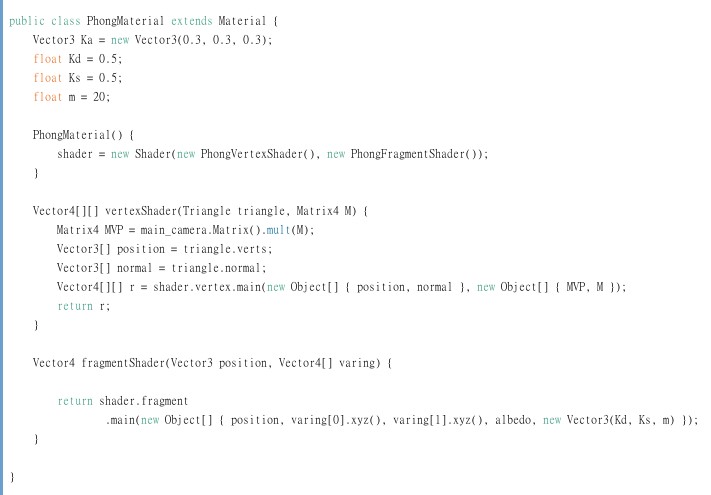 public class PhongMaterial extends Material {
    Vector3 Ka = new Vector3(0.3, 0.3, 0.3);
    float Kd = 0.5;
    float Ks = 0.5;
    float m = 20;

    PhongMaterial() {
        shader = new Shader(new PhongVertexShader(), new PhongFragmentShader());
    }

    Vector4[][] vertexShader(Triangle triangle, Matrix4 M) {
        Matrix4 MVP = main_camera.Matrix().mult(M);
        Vector3[] position = triangle.verts;
        Vector3[] normal = triangle.normal;
        Vector4[][] r = shader.vertex.main(new Object[] { position, normal }, new Object[] { MVP, M });
        return r;
    }

    Vector4 fragmentShader(Vector3 position, Vector4[] varing) {

        return shader.fragment
                .main(new Object[] { position, varing[0].xyz(), varing[1].xyz(), albedo, new Vector3(Kd, Ks, m) });
    }

}